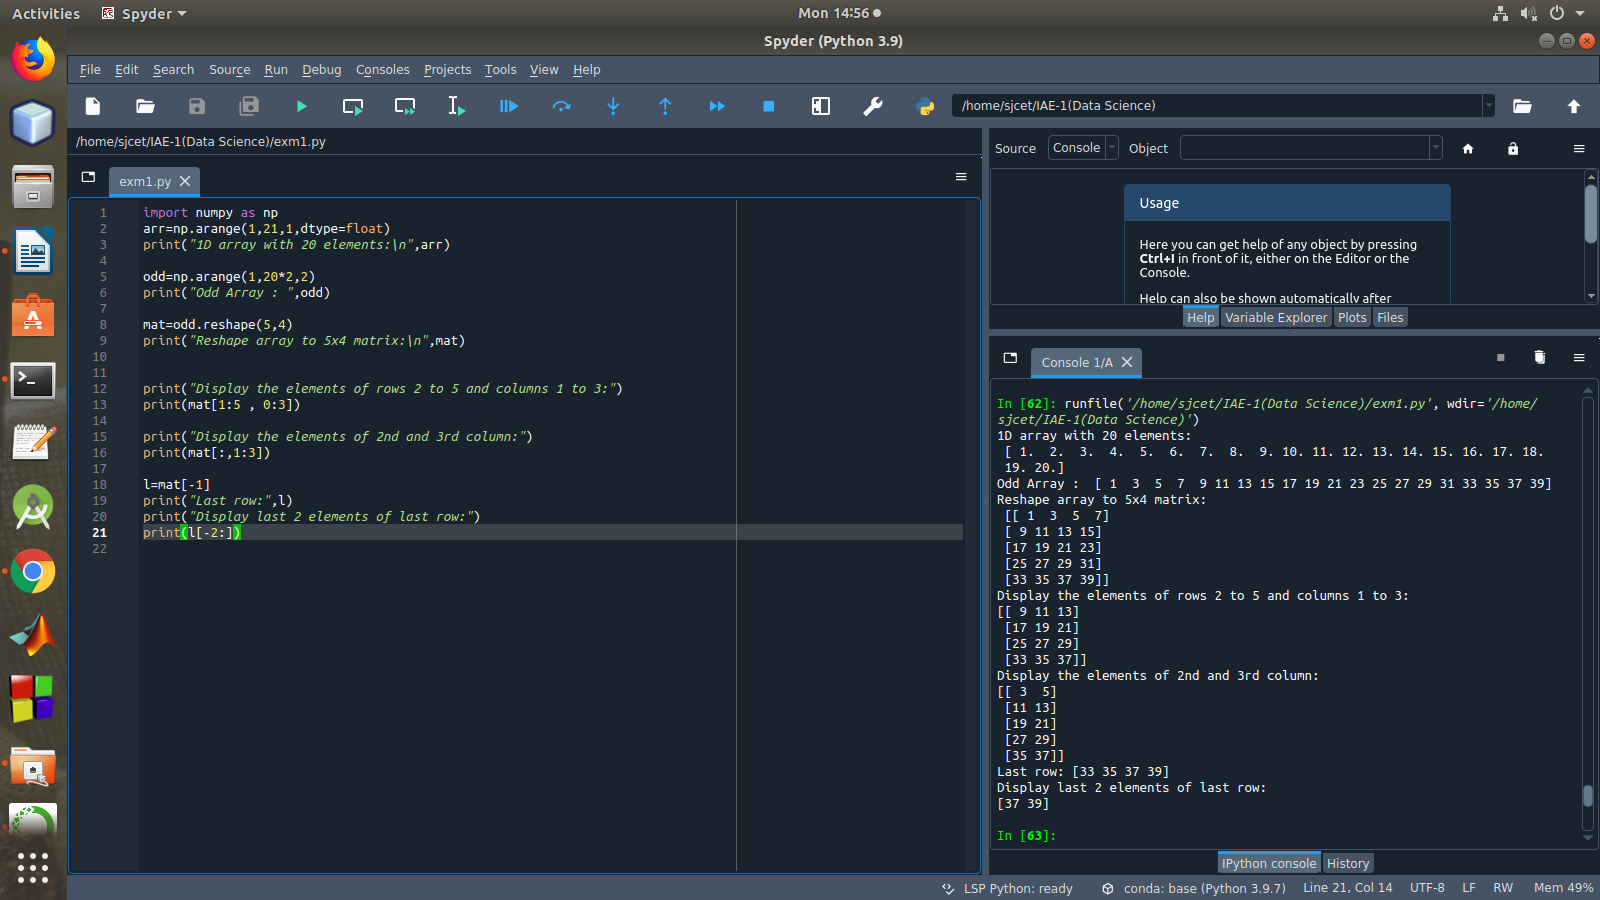 Activities Spyder Mon 14:56
Spyder (Python 3.9)
File Edit Search Source Run Debug Consoles Projects Tools View Help
/home/sjcet/IAE-1(Data Science)
/home/sjcet/IAE-1(Data Science)/exm1.py
exm1.py
1 import numpy as np
2 arr=np.arange(1,21,1,dtype=float)
3 print("1D array with 20 elements:\n",arr)
4
5 odd=np.arange(1,20*2,2)
6 print("Odd Array : ",odd)
7
8 mat=odd.reshape(5,4)
9 print("Reshape array to 5x4 matrix:\n",mat)
10
11
12 print("Display the elements of rows 2 to 5 and columns 1 to 3:")
13 print(mat[1:5 , 0:3])
14
15 print("Display the elements of 2nd and 3rd column:")
16 print(mat[:,1:3])
17
18 l=mat[-1]
19 print("Last row:",l)
20 print("Display last 2 elements of last row:")
21 print(l[-2:])
22
Source Console Object
Usage
Here you can get help of any object by pressing
Ctrl+I in front of it, either on the Editor or the
Console.
Help can also be shown automatically after
Help Variable Explorer Plots Files
Console 1/A
In [62]: runfile('/home/sjcet/IAE-1(Data Science)/exm1.py', wdir='/home/
sjcet/IAE-1(Data Science)')
1D array with 20 elements:
[ 1. 2. 3. 4. 5. 6. 7. 8. 9. 10. 11. 12. 13. 14. 15. 16. 17. 18.
19. 20.]
Odd Array :  [ 1 3 5 7 9 11 13 15 17 19 21 23 25 27 29 31 33 35 37 39]
Reshape array to 5x4 matrix:
[[ 1 3 5 7]
[ 9 11 13 15]
[17 19 21 23]
[25 27 29 31]
[33 35 37 39]]
Display the elements of rows 2 to 5 and columns 1 to 3:
[[ 9 11 13]
[17 19 21]
[25 27 29]
[33 35 37]]
Display the elements of 2nd and 3rd column:
[[ 3 5]
[11 13]
[19 21]
[27 29]
[35 37]]
Last row: [33 35 37 39]
Display last 2 elements of last row:
[37 39]
In [63]:
IPython console History
LSP Python: ready conda: base (Python 3.9.7) Line 21, Col 14 UTF-8 LF RW Mem 49%